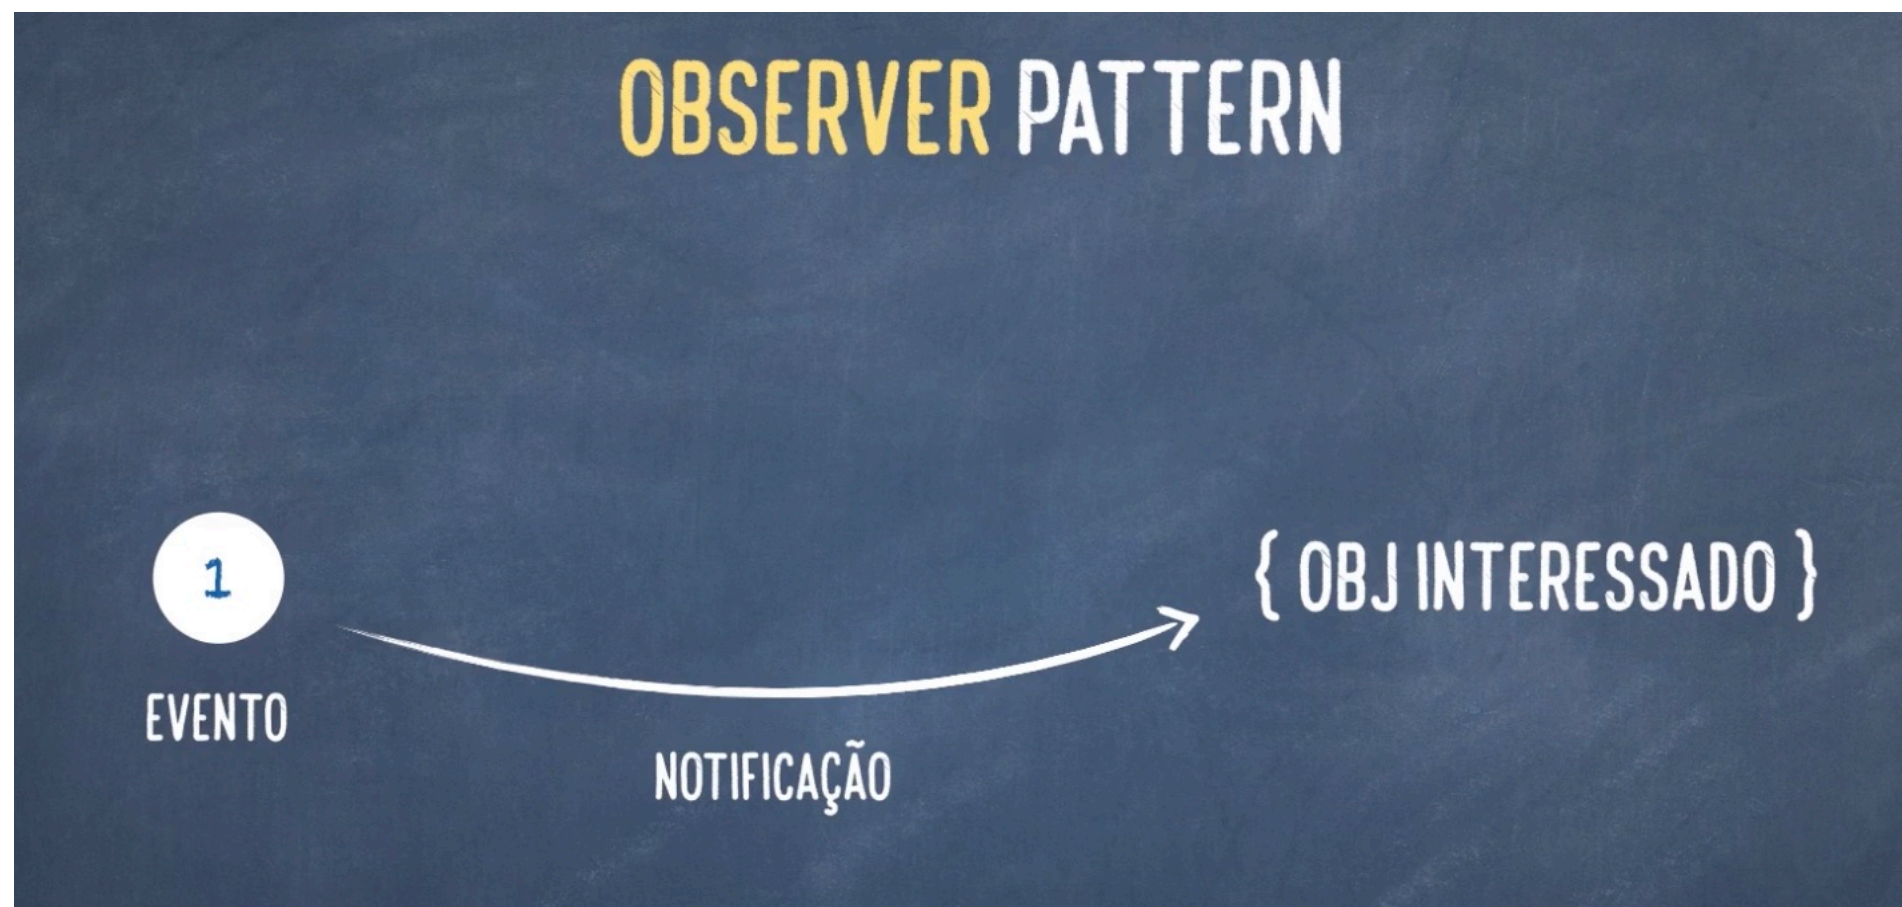 OBSERVER PATTERN
1
{ OBJ INTERESSADO }
EVENTO
NOTIFICAÇÃO